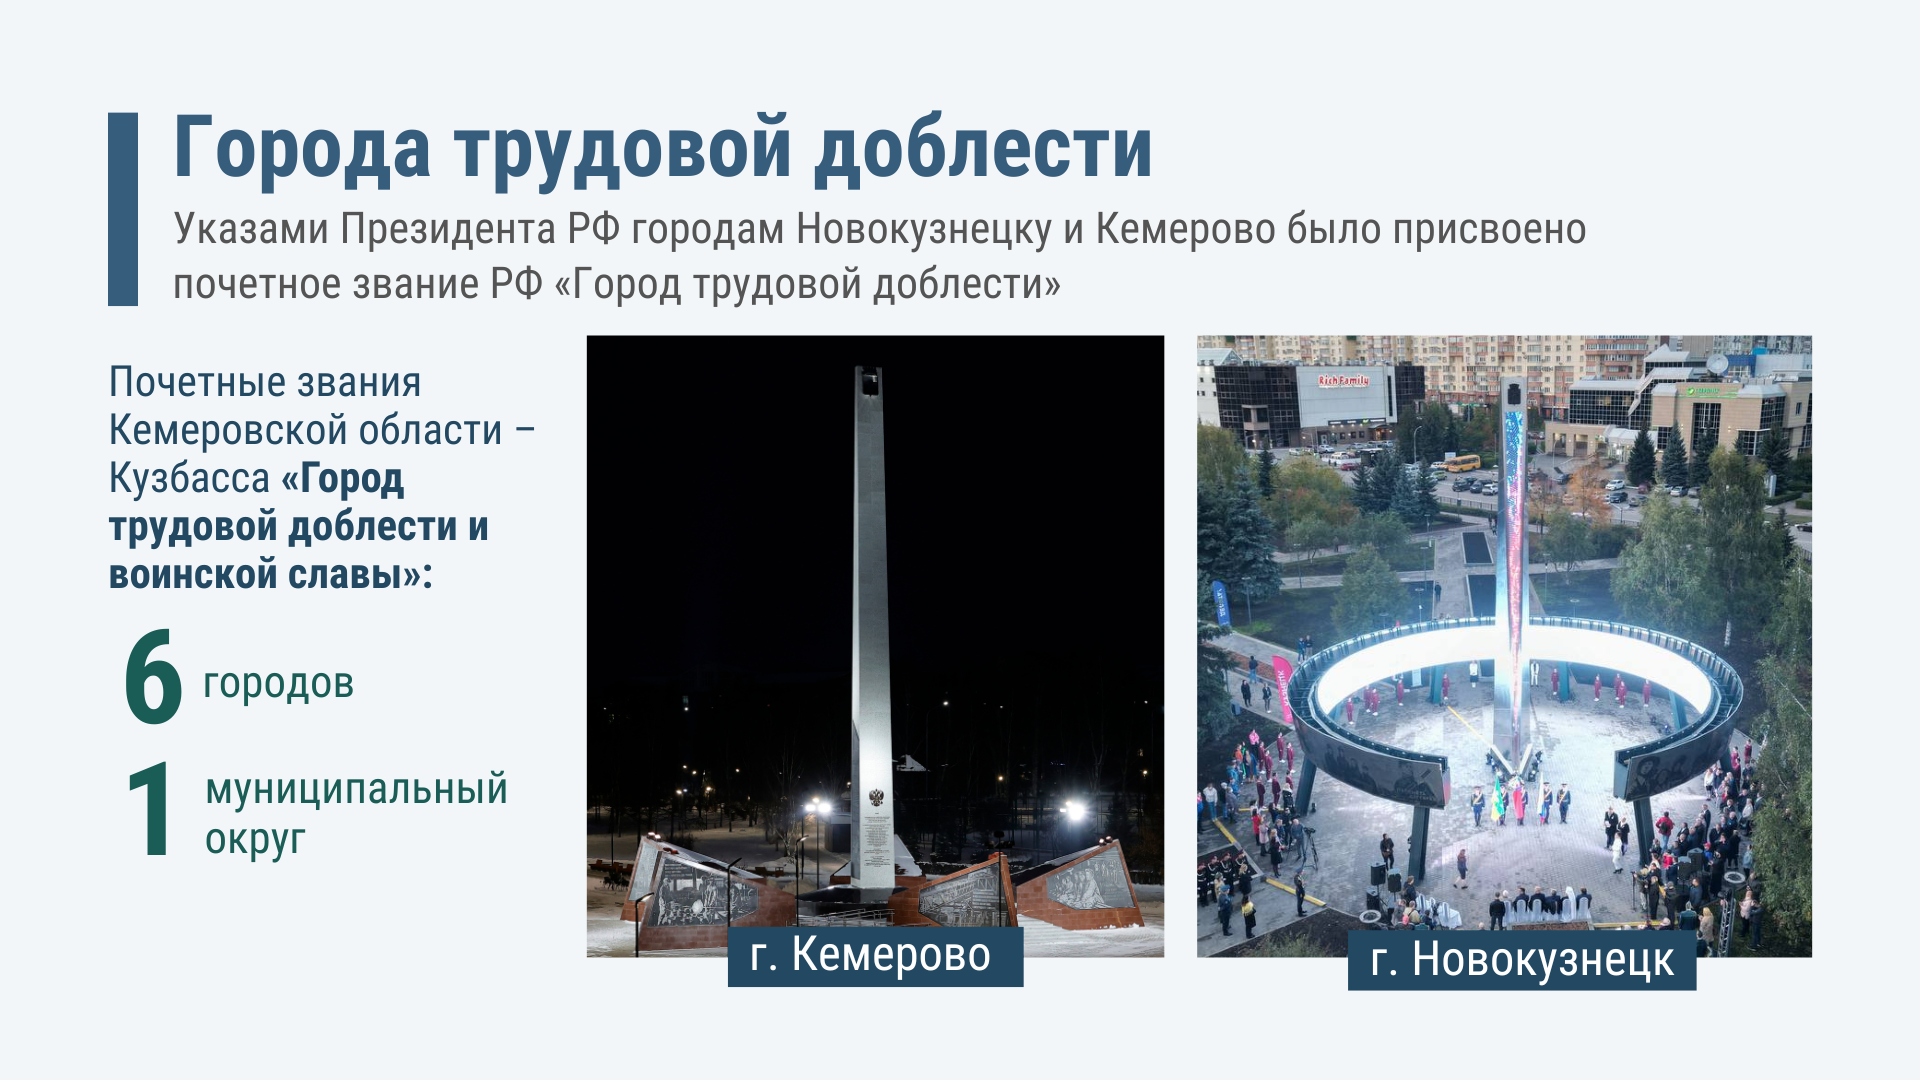 Города трудовой доблести
Указами Президента РФ городам Новокузнецку и Кемерово было присвоено
почетное звание РФ «Город трудовой доблести»
Почетные звания
Кемеровской области –
Кузбасса «Город
трудовой доблести и
воинской славы»:
6 городов
1 муниципальный
округ
Rich Family
г. Кемерово
г. Новокузнецк